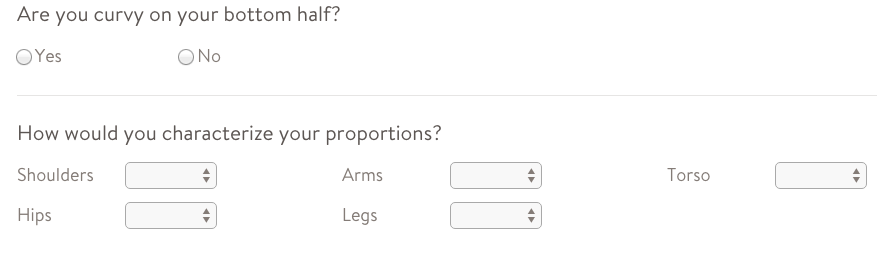 Are you curvy on your bottom half?
Yes No
How would you characterize your proportions?
Shoulders Arms Torso
Hips Legs